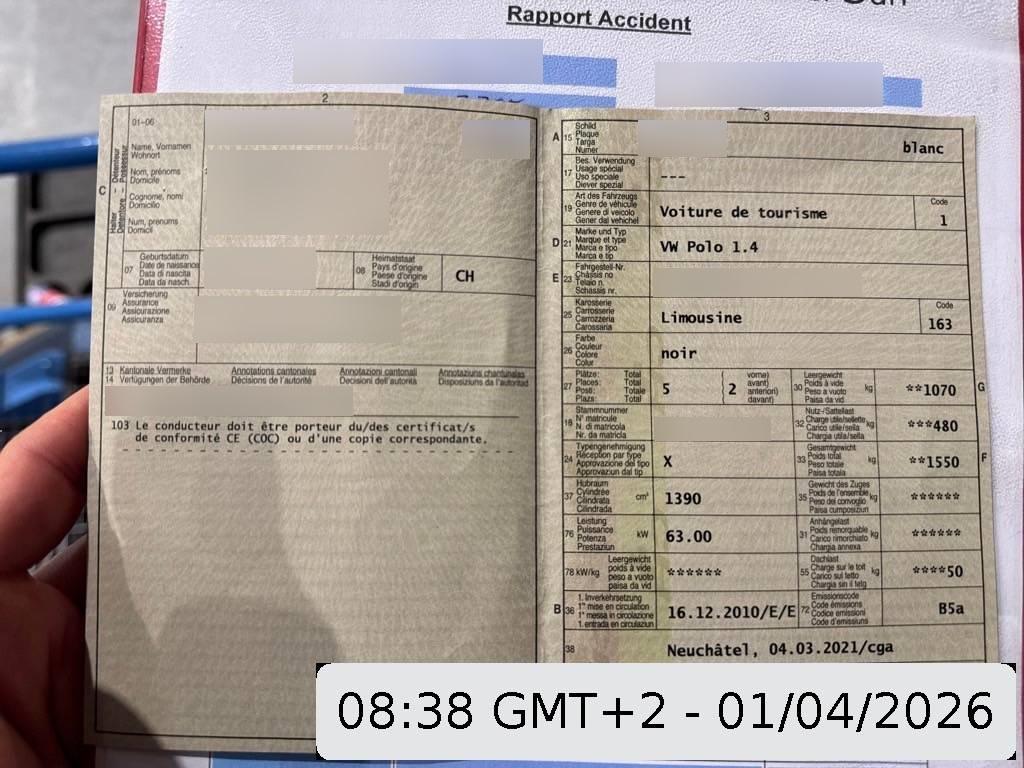 Rapport Accident
2
01-06
C
Halter Détenteur
Detentore Possessur
Name, Vornamen
Wohnort
Nom, prénoms
Domicile
Cognome, nomi
Domicilio
Num, prenums
Domicil
07
Geburtsdatum
Date de naissance
Data di nascita
Data da nasch.
08
Heimatstaat
Pays d'origine
Paese d'origine
Stadi d'origin
CH
09
Versicherung
Assurance
Assicurazione
Assicuranza
13 Kantonale Vermerke Annotations cantonales Annotazioni cantonali Annotaziuns chantunalas
14 Verfügungen der Behörde Décisions de l'autorité Decisioni dell'autorità Disposiziuns da l'autoritad
103 Le conducteur doit être porteur du/des certificat/s
de conformité CE (COC) ou d'une copie correspondante.
3
A 15
Schild
Plaque
Targa
Numer
blanc
17
Bes. Verwendung
Usage spécial
Uso speciale
Diever spezial
---
19
Art des Fahrzeugs
Genre de véhicule
Genere di veicolo
Gener dal vehichel
Voiture de tourisme
Code
1
D 21
Marke und Typ
Marque et type
Marca e tipo
Marca e tip
VW Polo 1.4
E 23
Fahrgestell-Nr.
Châssis no
Telaio n.
Schassis nr.
25
Karosserie
Carrosserie
Carrozzeria
Carossaria
Limousine
Code
163
26
Farbe
Couleur
Colore
Colur
noir
27
Plätze: Total
Places: Total
Posti: Totale
Plazs: Total
5
2
vorne)
avant)
anteriori)
davant)
30
Leergewicht
Poids à vide
Peso a vuoto
Paisa da vid
kg
**1070
G
18
Stammnummer
N° matricule
N. di matricola
Nr. da matricla
32
Nutz-/Sattellast
Charge utile/sellette
Carico utile/sella
Chargia utila/sella
kg
***480
24
Typengenehmigung
Réception par type
Approvazione del tipo
Approvaziun dal tip
X
33
Gesamtgewicht
Poids total
Peso totale
Paisa totala
kg
**1550
F
37
Hubraum
Cylindrée
Cilindrata
Cilindrada
cm³
1390
35
Gewicht des Zuges
Poids de l'ensemble
Peso del convoglio
Paisa cumposiziun
kg
******
76
Leistung
Puissance
Potenza
Prestaziun
kW
63.00
31
Anhängelast
Poids remorquable
Carico rimorchiato
Chargia annexa
kg
******
78 kW/kg
Leergewicht
poids à vide
peso a vuoto
paisa da vid
******
55
Dachlast
Charge sur le toit
Carico sul tetto
Chargia sin il tetg
kg
****50
B 36
1. Inverkehrsetzung
1re mise en circulation
1a messa in circolazione
1. entrada en circulaziun
16.12.2010/E/E
72
Emissionscode
Code émissions
Codice emissioni
Code d'emissiuns
B5a
38
Neuchâtel, 04.03.2021/cga
08:38 GMT+2 - 01/04/2026